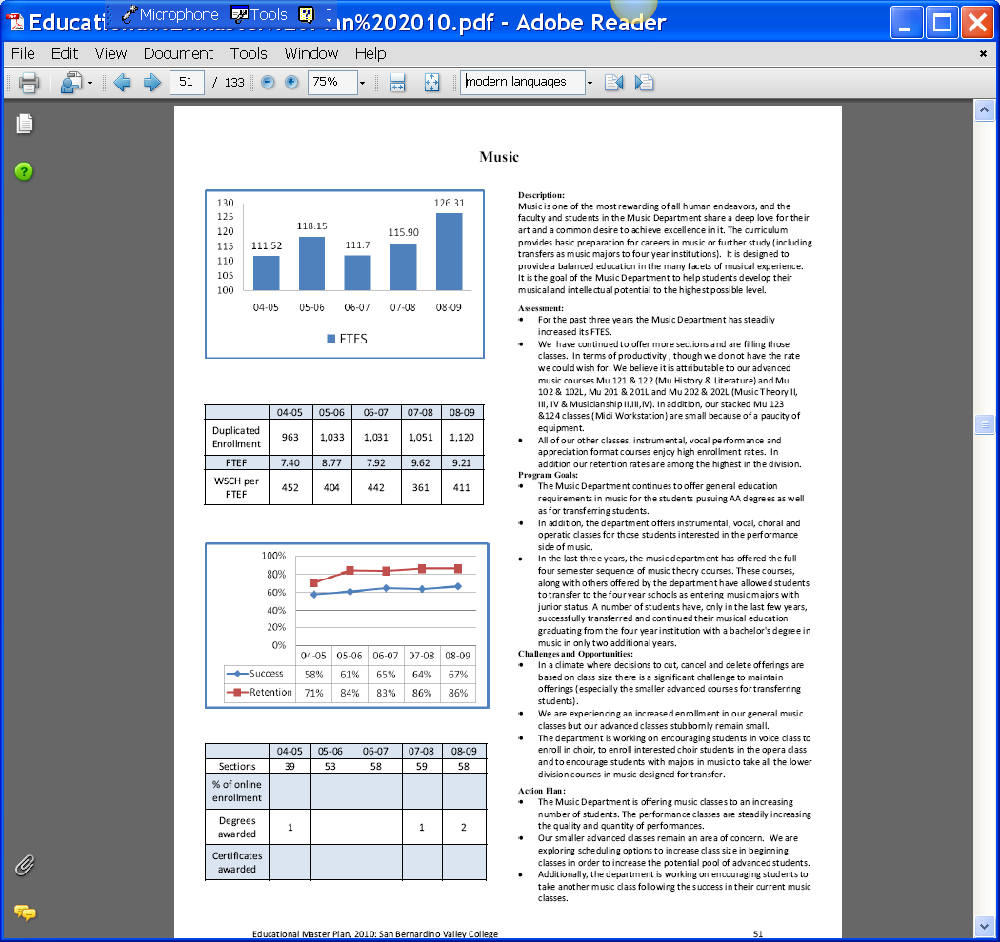 Educational%20Master%20Plan%202010.pdf - Adobe Reader
Microphone Tools
File Edit View Document Tools Window Help
51 / 133 75% modern languages
Music
130
125
120
115
110
105
100
111.52 118.15 111.7 115.90 126.31
04-05 05-06 06-07 07-08 08-09
FTES
04-05 05-06 06-07 07-08 08-09
Duplicated Enrollment 963 1,033 1,031 1,051 1,120
FTEF 7.40 8.77 7.92 9.62 9.21
WSCH per FTEF 452 404 442 361 411
100%
80%
60%
40%
20%
0%
04-05 05-06 06-07 07-08 08-09
Success 58% 61% 65% 64% 67%
Retention 71% 84% 83% 86% 86%
04-05 05-06 06-07 07-08 08-09
Sections 39 53 58 59 58
% of online enrollment
Degrees awarded 1 1 2
Certificates awarded
Description:
Music is one of the most rewarding of all human endeavors, and the
faculty and students in the Music Department share a deep love for their
art and a common desire to achieve excellence in it. The curriculum
provides basic preparation for careers in music or further study (including
transfers as music majors to four year institutions). It is designed to
provide a balanced education in the many facets of musical experience.
It is the goal of the Music Department to help students develop their
musical and intellectual potential to the highest possible level.
Assessment:
• For the past three years the Music Department has steadily
increased its FTES.
• We have continued to offer more sections and are filling those
classes. In terms of productivity , though we do not have the rate
we could wish for. We believe it is attributable to our advanced
music courses Mu 121 & 122 (Mu History & Literature) and Mu
102 & 102L, Mu 201 & 201L and Mu 202 & 202L (Music Theory II,
III, IV & Musicianship II,III,IV). In addition, our stacked Mu 123
&124 classes (Midi Workstation) are small because of a paucity of
equipment.
• All of our other classes: instrumental, vocal performance and
appreciation format courses enjoy high enrollment rates. In
addition our retention rates are among the highest in the division.
Program Goals:
• The Music Department continues to offer general education
requirements in music for the students pusuing AA degrees as well
as for transferring students.
• In addition, the department offers instrumental, vocal, choral and
operatic classes for those students interested in the performance
side of music.
• In the last three years, the music department has offered the full
four semester sequence of music theory courses. These courses,
along with others offered by the department have allowed students
to transfer to the four year schools as entering music majors with
junior status. A number of students have, only in the last few years,
successfully transferred and continued their musical education
graduating from the four year institution with a bachelor's degree in
music in only two additional years.
Challenges and Opportunities:
• In a climate where decisions to cut, cancel and delete offerings are
based on class size there is a significant challenge to maintain
offerings (especially the smaller advanced courses for transferring
students).
• We are experiencing an increased enrollment in our general music
classes but our advanced classes stubbornly remain small.
• The department is working on encouraging students in voice class to
enroll in choir, to enroll interested choir students in the opera class
and to encourage students with majors in music to take all the lower
division courses in music designed for transfer.
Action Plan:
• The Music Department is offering music classes to an increasing
number of students. The performance classes are steadily increasing
the quality and quantity of performances.
• Our smaller advanced classes remain an area of concern. We are
exploring scheduling options to increase class size in beginning
classes in order to increase the potential pool of advanced students.
• Additionally, the department is working on encouraging students to
take another music class following the success in their current music
classes.
Educational Master Plan, 2010: San Bernardino Valley College 51